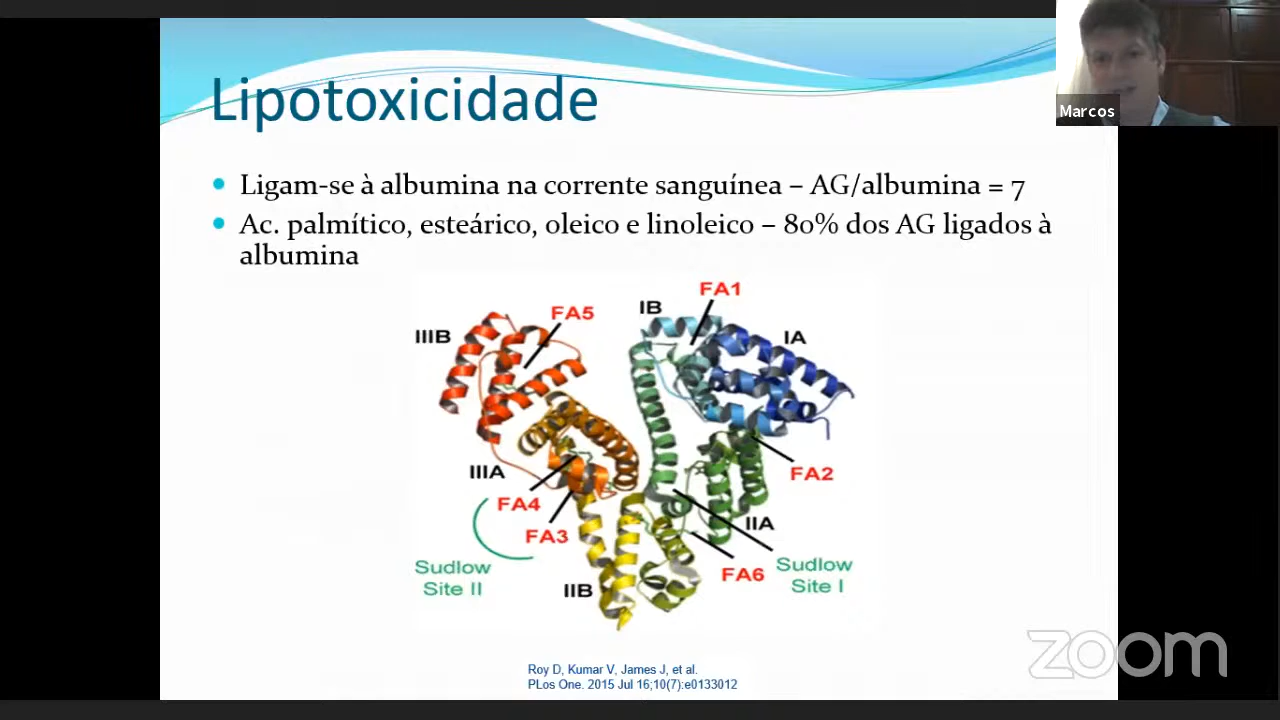 Lipotoxicidade
Marcos
Ligam-se à albumina na corrente sanguínea – AG/albumina = 7
Ac. palmítico, esteárico, oleico e linoleico – 80% dos AG ligados à
albumina
FA1
IB
FA5
IIIB
IA
IIIA
FA2
FA4
IIA
FA3
Sudlow
Site II
FA6
Sudlow
Site I
IIB
Roy D, Kumar V, James J, et al.
PLos One. 2015 Jul 16;10(7):e0133012
zoom